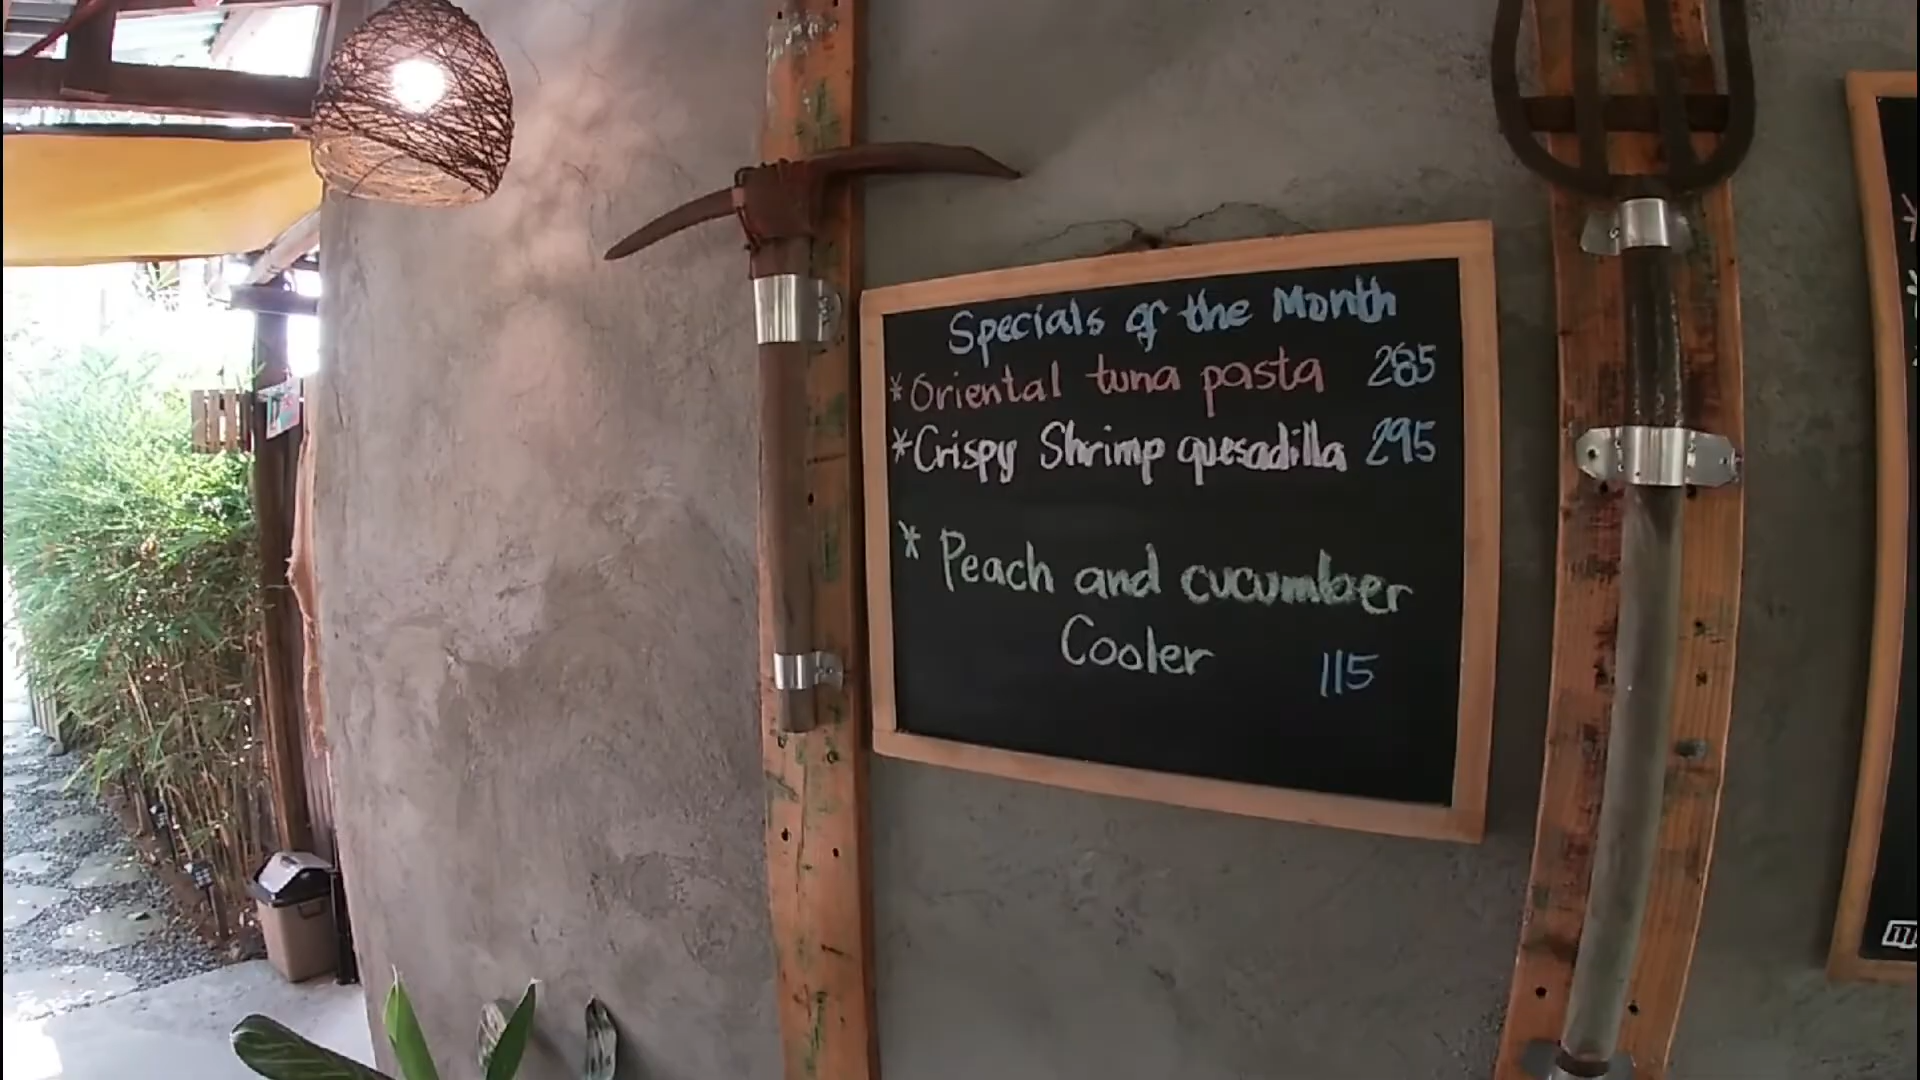 Specials of the Month
*Oriental tuna pasta 285
*Crispy Shrimp quesadilla 295
* Peach and cucumber
Cooler 115